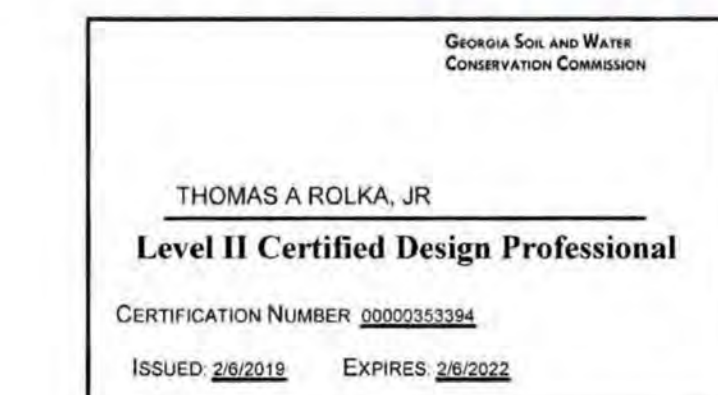 GEORGIA SOIL AND WATER
CONSERVATION COMMISSION
THOMAS A ROLKA, JR
Level II Certified Design Professional
CERTIFICATION NUMBER 00000353394
ISSUED: 2/6/2019 EXPIRES: 2/6/2022